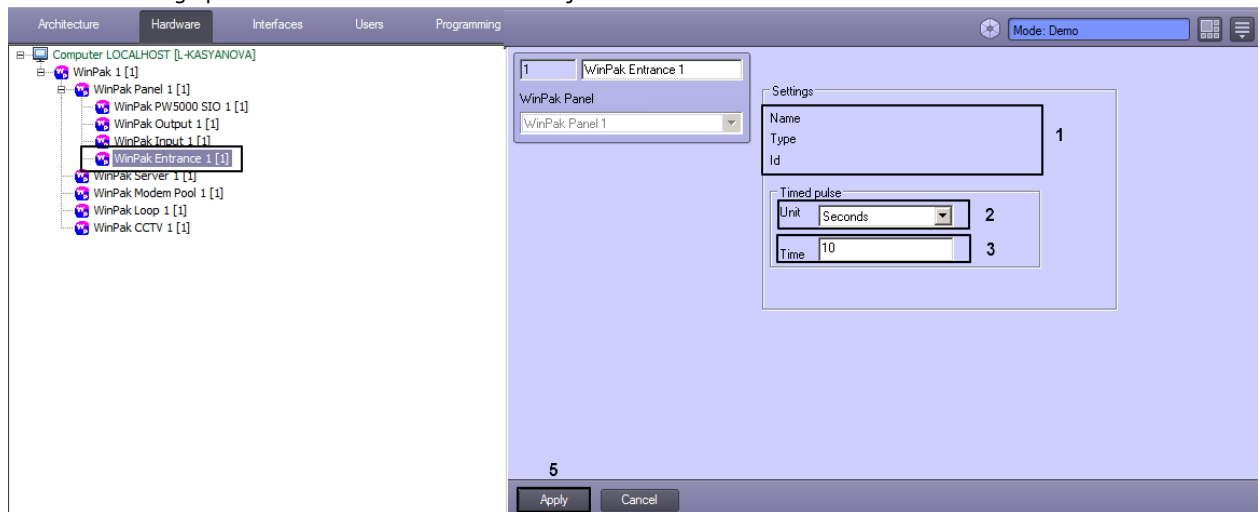 Architecture Hardware Interfaces Users Programming
Mode: Demo
Computer LOCALHOST [L-KASYANOVA]
WinPak 1 [1]
WinPak Panel 1 [1]
WinPak PW5000 SIO 1 [1]
WinPak Output 1 [1]
WinPak Input 1 [1]
WinPak Entrance 1 [1]
WinPak Server 1 [1]
WinPak Modem Pool 1 [1]
WinPak Loop 1 [1]
WinPak CCTV 1 [1]
1 WinPak Entrance 1
WinPak Panel
WinPak Panel 1
Settings
Name
Type
Id
1
Timed pulse
Unit Seconds 2
Time 10 3
5
Apply Cancel